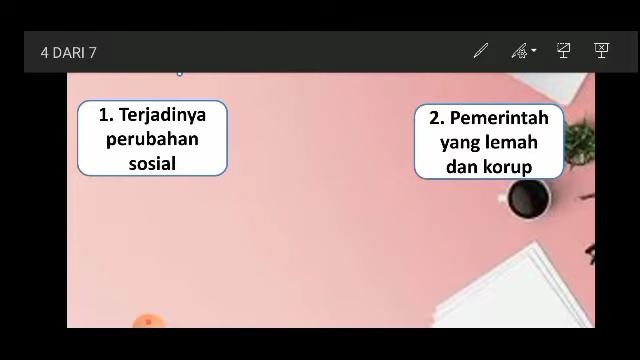 4 DARI 7
1. Terjadinya
perubahan
sosial
2. Pemerintah
yang lemah
dan korup